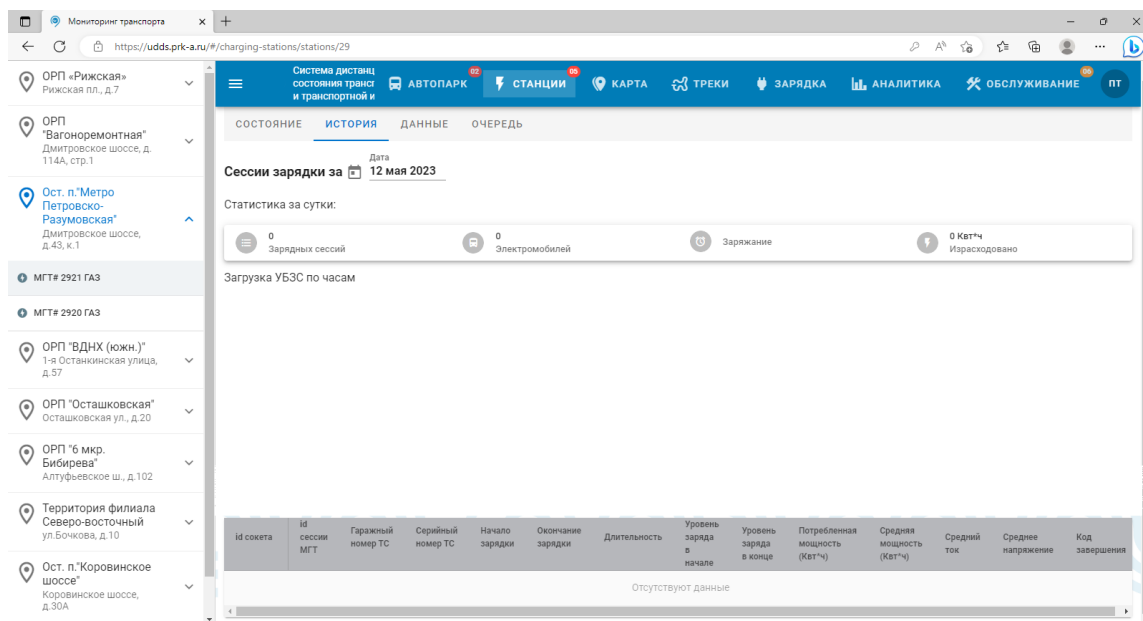 Мониторинг транспорта
https://udds.prk-a.ru/#/charging-stations/stations/29
ОРП «Рижская»
Рижская пл., д.7
ОРП
"Вагоноремонтная"
Дмитровское шоссе, д.
114А, стр.1
Ост. п."Метро
Петровско-
Разумовская"
Дмитровское шоссе,
д.43, к.1
МГТ# 2921 ГАЗ
МГТ# 2920 ГАЗ
ОРП "ВДНХ (южн.)"
1-я Останкинская улица,
д.57
ОРП "Осташковская"
Осташковская ул., д.20
ОРП "6 мкр.
Бибирева"
Алтуфьевское ш., д.102
Территория филиала
Северо-восточный
ул.Бочкова, д.10
Ост. п."Коровинское
шоссе"
Коровинское шоссе,
д.30А
Система дистанц
состояния трансп
и транспортной и
АВТОПАРК 02
СТАНЦИИ 05
КАРТА
ТРЕКИ
ЗАРЯДКА
АНАЛИТИКА
ОБСЛУЖИВАНИЕ 06
ПТ
СОСТОЯНИЕ ИСТОРИЯ ДАННЫЕ ОЧЕРЕДЬ
Дата
Сессии зарядки за 12 мая 2023
Статистика за сутки:
0
Зарядных сессий
0
Электромобилей
Заряжание
0 Квт*ч
Израсходовано
Загрузка УБЗС по часам
id сокета
id
сессии
МГТ
Гаражный
номер ТС
Серийный
номер ТС
Начало
зарядки
Окончание
зарядки
Длительность
Уровень
заряда
в
начале
Уровень
заряда
в конце
Потребленная
мощность
(Квт*ч)
Средняя
мощность
(Квт*ч)
Средний
ток
Среднее
напряжение
Код
завершения
Отсутствуют данные